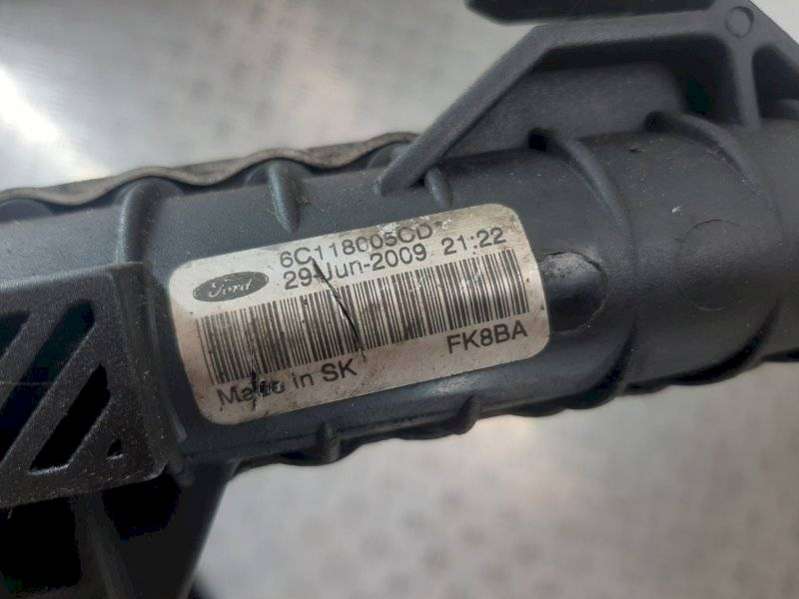 6C118005CD
Ford
29-Jun-2009 21:22
FK8BA
Made in SK